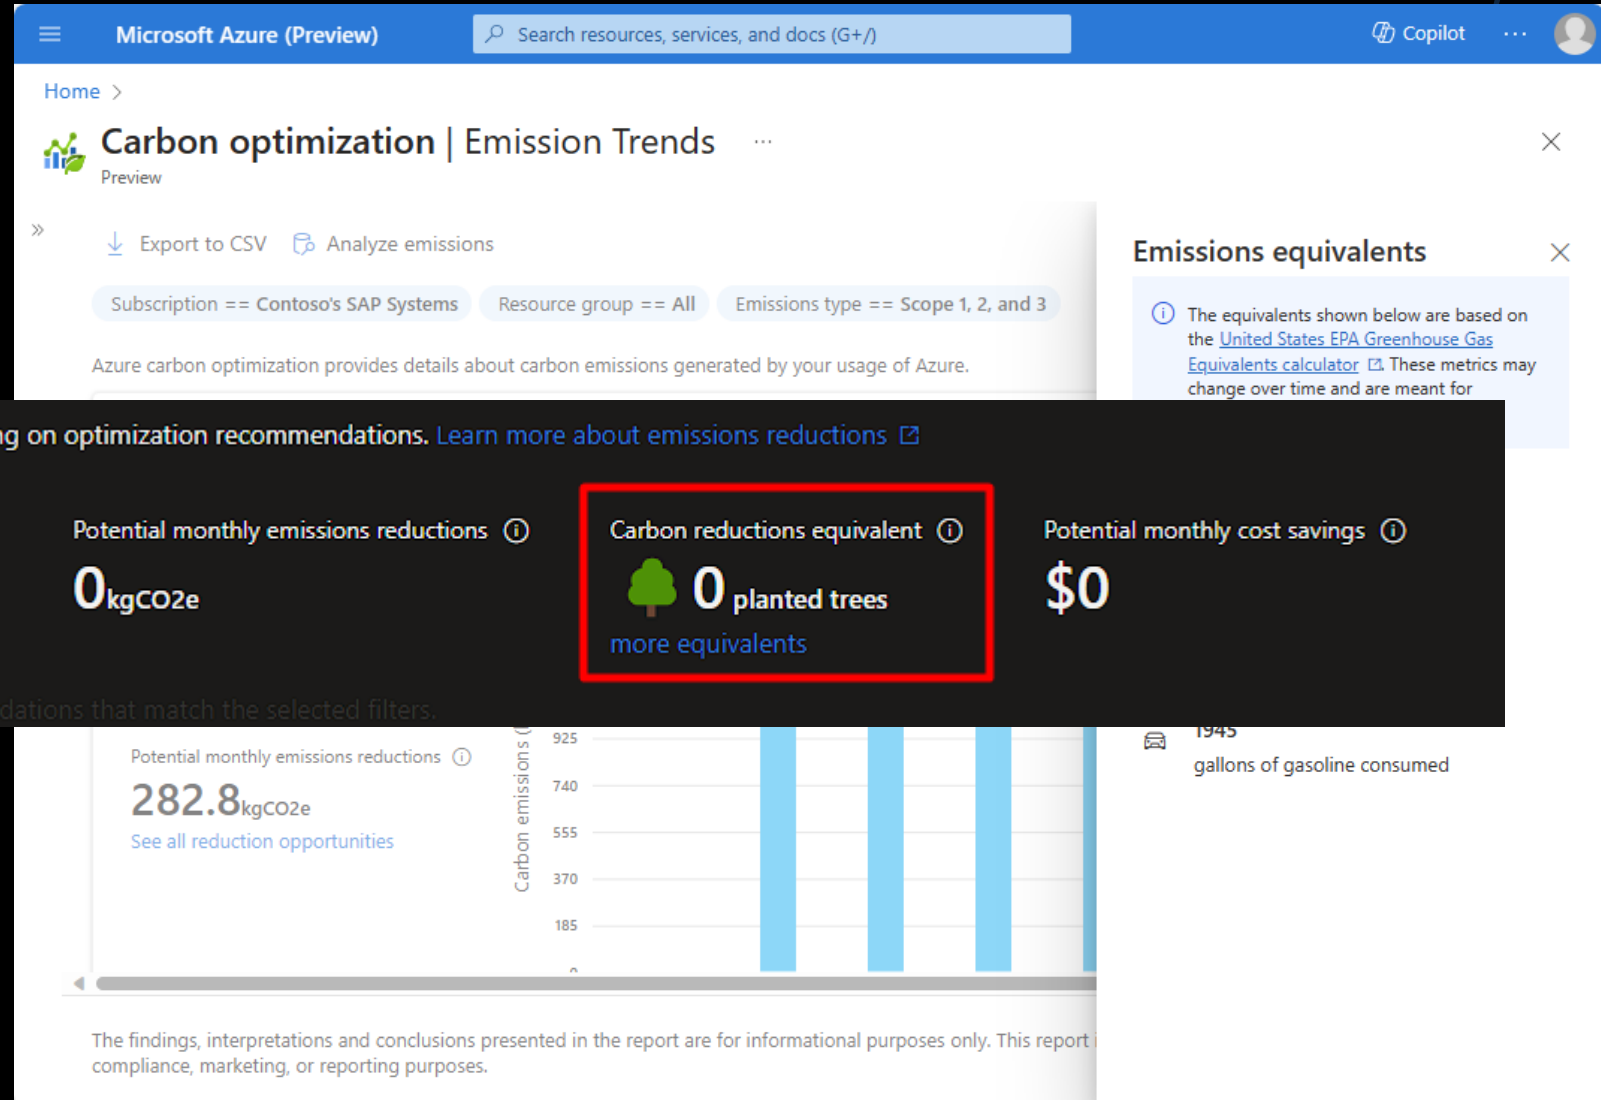 Microsoft Azure (Preview)
Search resources, services, and docs (G+/)
Copilot
Home
Carbon optimization | Emission Trends
Preview
Export to CSV
Analyze emissions
Subscription == Contoso's SAP Systems
Resource group == All
Emissions type == Scope 1, 2, and 3
Azure carbon optimization provides details about carbon emissions generated by your usage of Azure.
Emissions equivalents
The equivalents shown below are based on
the United States EPA Greenhouse Gas
Equivalents calculator. These metrics may
change over time and are meant for
on optimization recommendations. Learn more about emissions reductions
Potential monthly emissions reductions
0kgCO2e
Carbon reductions equivalent
0 planted trees
more equivalents
Potential monthly cost savings
$0
that match the selected filters.
Potential monthly emissions reductions
282.8kgCO2e
See all reduction opportunities
Carbon emissions (
925
740
555
370
185
0
1945
gallons of gasoline consumed
The findings, interpretations and conclusions presented in the report are for informational purposes only. This report
compliance, marketing, or reporting purposes.